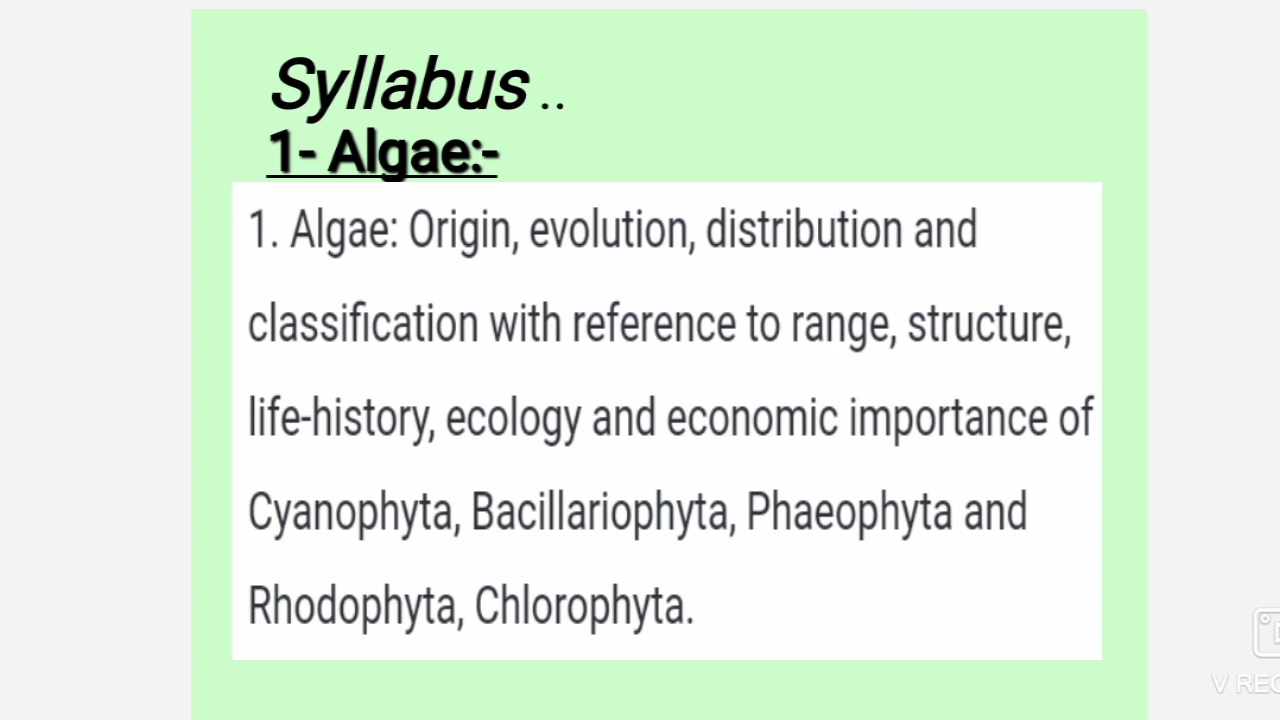 Syllabus ..
1- Algae:-
1. Algae: Origin, evolution, distribution and
classification with reference to range, structure,
life-history, ecology and economic importance of
Cyanophyta, Bacillariophyta, Phaeophyta and
Rhodophyta, Chlorophyta.
V REC